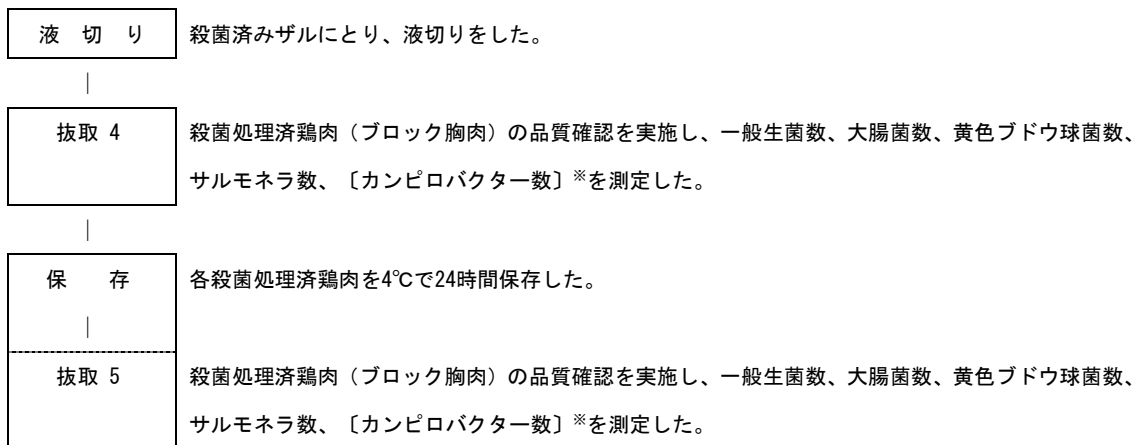 液 切 り 殺菌済みザルにとり、液切りをした。
抜取 4 殺菌処理済鶏肉（ブロック胸肉）の品質確認を実施し、一般生菌数、大腸菌数、黄色ブドウ球菌数、
サルモネラ数、〔カンピロバクター数〕※を測定した。
保 存 各殺菌処理済鶏肉を4℃で24時間保存した。
抜取 5 殺菌処理済鶏肉（ブロック胸肉）の品質確認を実施し、一般生菌数、大腸菌数、黄色ブドウ球菌数、
サルモネラ数、〔カンピロバクター数〕※を測定した。